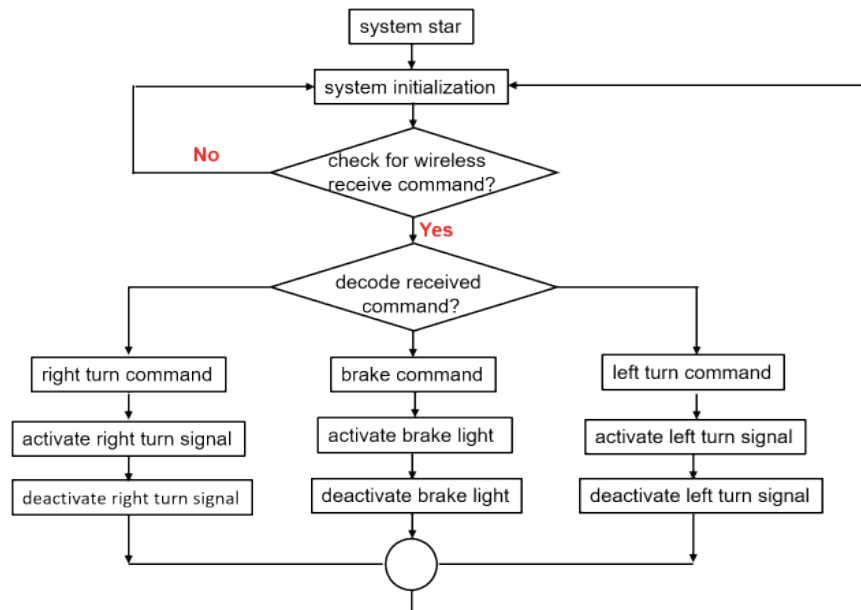 system star
system initialization
No
check for wireless
receive command?
Yes
decode received
command?
right turn command
brake command
left turn command
activate right turn signal
activate brake light
activate left turn signal
deactivate right turn signal
deactivate brake light
deactivate left turn signal